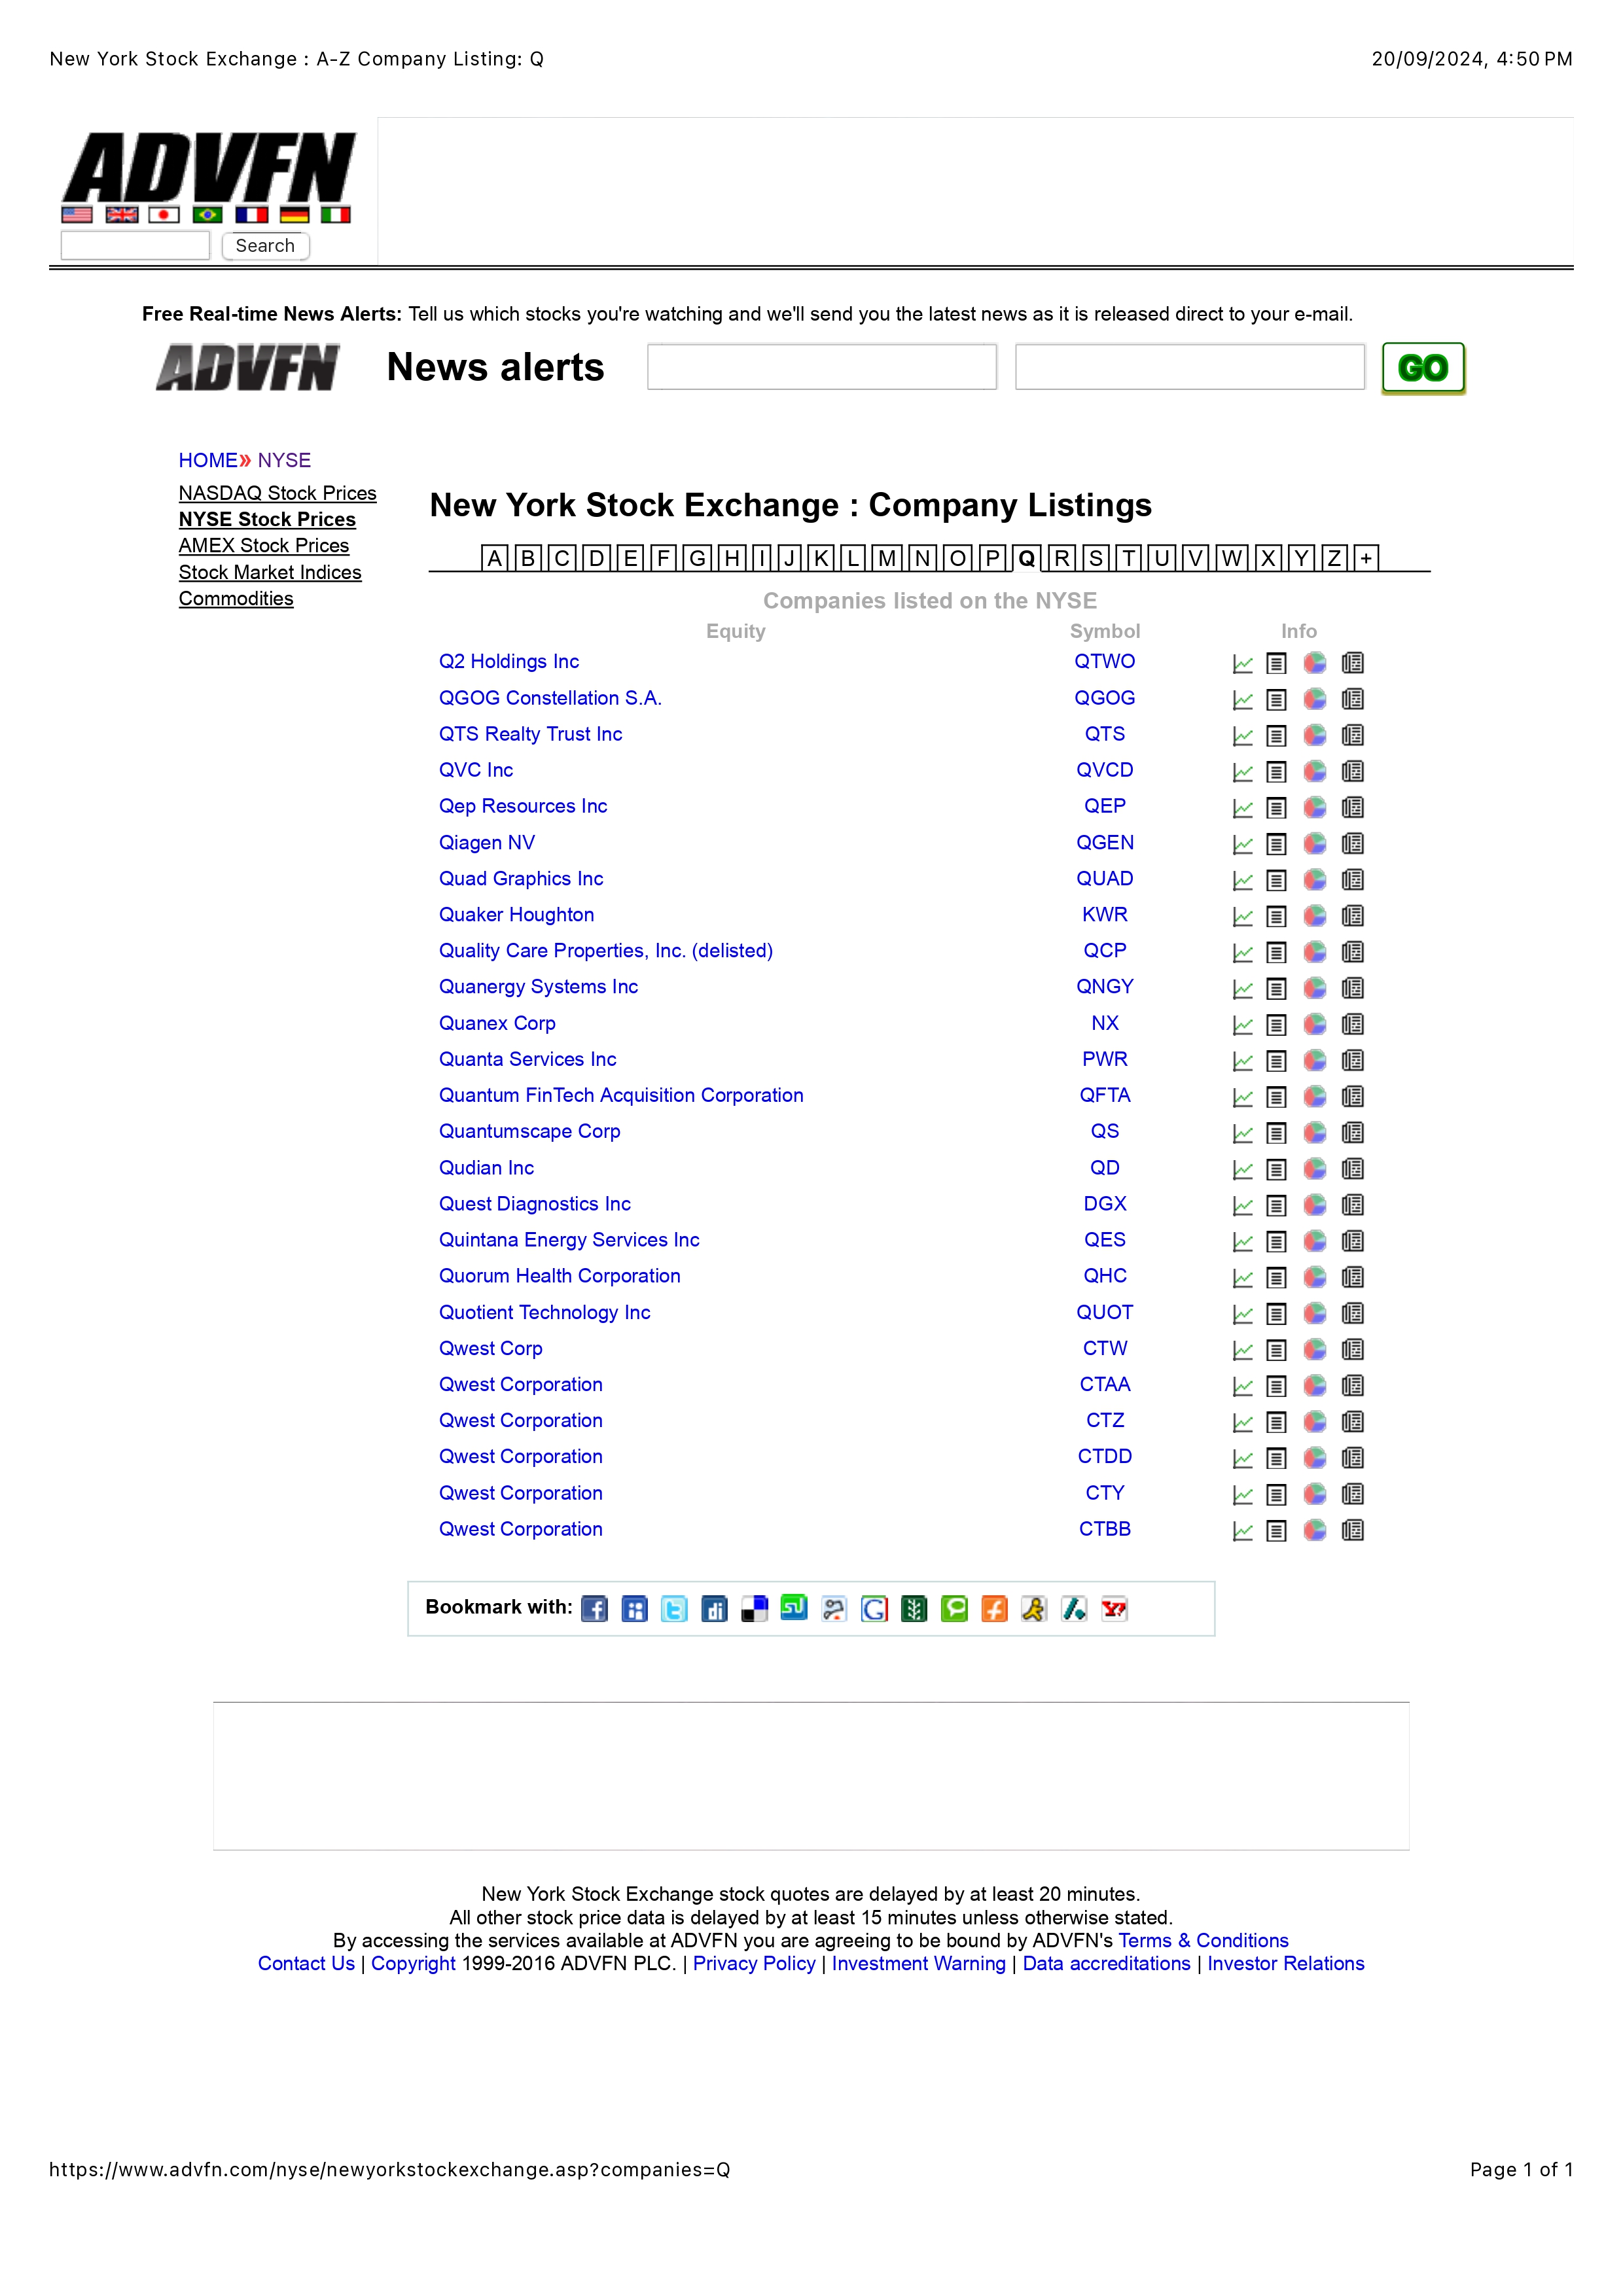 New York Stock Exchange : A-Z Company Listing: Q 20/09/2024, 4:50 PM
ADVFN
Search
Free Real-time News Alerts: Tell us which stocks you're watching and we'll send you the latest news as it is released direct to your e-mail.
ADVFN News alerts GO
HOME» NYSE
NASDAQ Stock Prices
NYSE Stock Prices
AMEX Stock Prices
Stock Market Indices
Commodities
New York Stock Exchange : Company Listings
A B C D E F G H I J K L M N O P Q R S T U V W X Y Z +
Companies listed on the NYSE
Equity Symbol Info
Q2 Holdings Inc QTWO
QGOG Constellation S.A. QGOG
QTS Realty Trust Inc QTS
QVC Inc QVCD
Qep Resources Inc QEP
Qiagen NV QGEN
Quad Graphics Inc QUAD
Quaker Houghton KWR
Quality Care Properties, Inc. (delisted) QCP
Quanergy Systems Inc QNGY
Quanex Corp NX
Quanta Services Inc PWR
Quantum FinTech Acquisition Corporation QFTA
Quantumscape Corp QS
Qudian Inc QD
Quest Diagnostics Inc DGX
Quintana Energy Services Inc QES
Quorum Health Corporation QHC
Quotient Technology Inc QUOT
Qwest Corp CTW
Qwest Corporation CTAA
Qwest Corporation CTZ
Qwest Corporation CTDD
Qwest Corporation CTY
Qwest Corporation CTBB
Bookmark with:
New York Stock Exchange stock quotes are delayed by at least 20 minutes.
All other stock price data is delayed by at least 15 minutes unless otherwise stated.
By accessing the services available at ADVFN you are agreeing to be bound by ADVFN's Terms & Conditions
Contact Us | Copyright 1999-2016 ADVFN PLC. | Privacy Policy | Investment Warning | Data accreditations | Investor Relations
https://www.advfn.com/nyse/newyorkstockexchange.asp?companies=Q Page 1 of 1